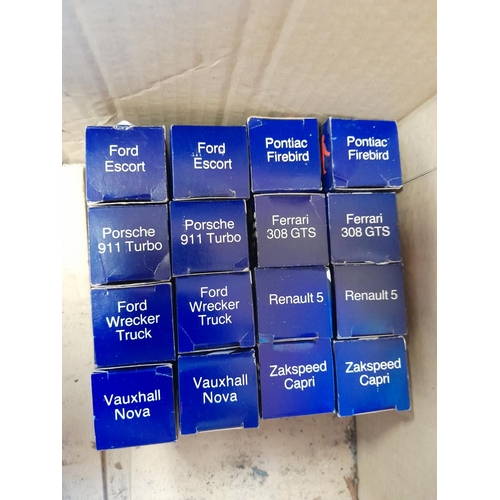 Ford
Escort
Ford
Escort
Pontiac
Firebird
Pontiac
Firebird
Porsche
911 Turbo
Porsche
911 Turbo
Ferrari
308 GTS
Ferrari
308 GTS
Ford
Wrecker
Truck
Ford
Wrecker
Truck
Renault 5
Renault 5
Vauxhall
Nova
Vauxhall
Nova
Zakspeed
Capri
Zakspeed
Capri